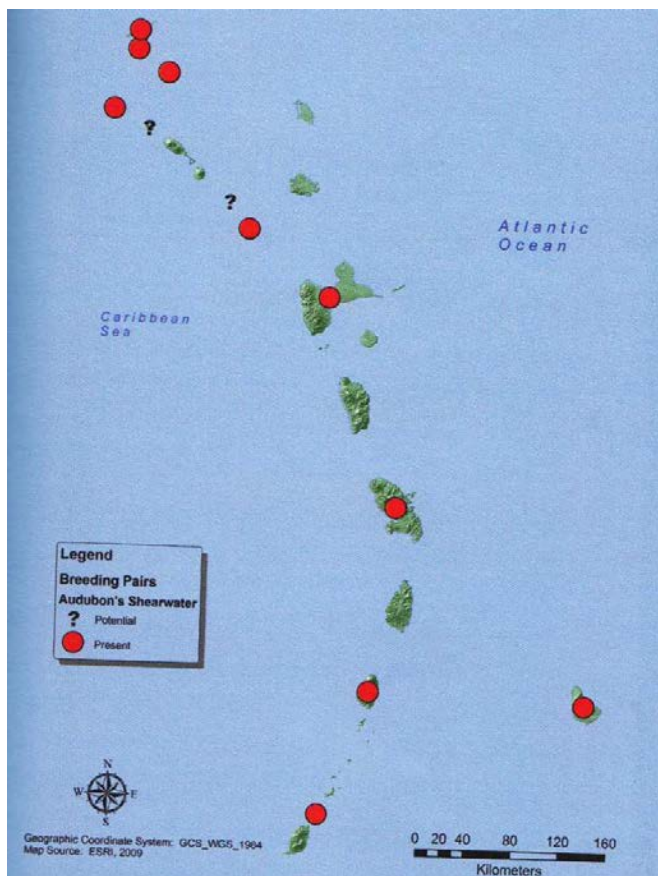 ?
?
Atlantic
Ocean
Caribbean
Sea
Legend
Breeding Pairs
Audubon's Shearwater
? Potential
Present
N
W E
S
Geographic Coordinate System: GCS_WGS_1984
Map Source: ESRI, 2009
0 20 40 80 120 160
Kilometers